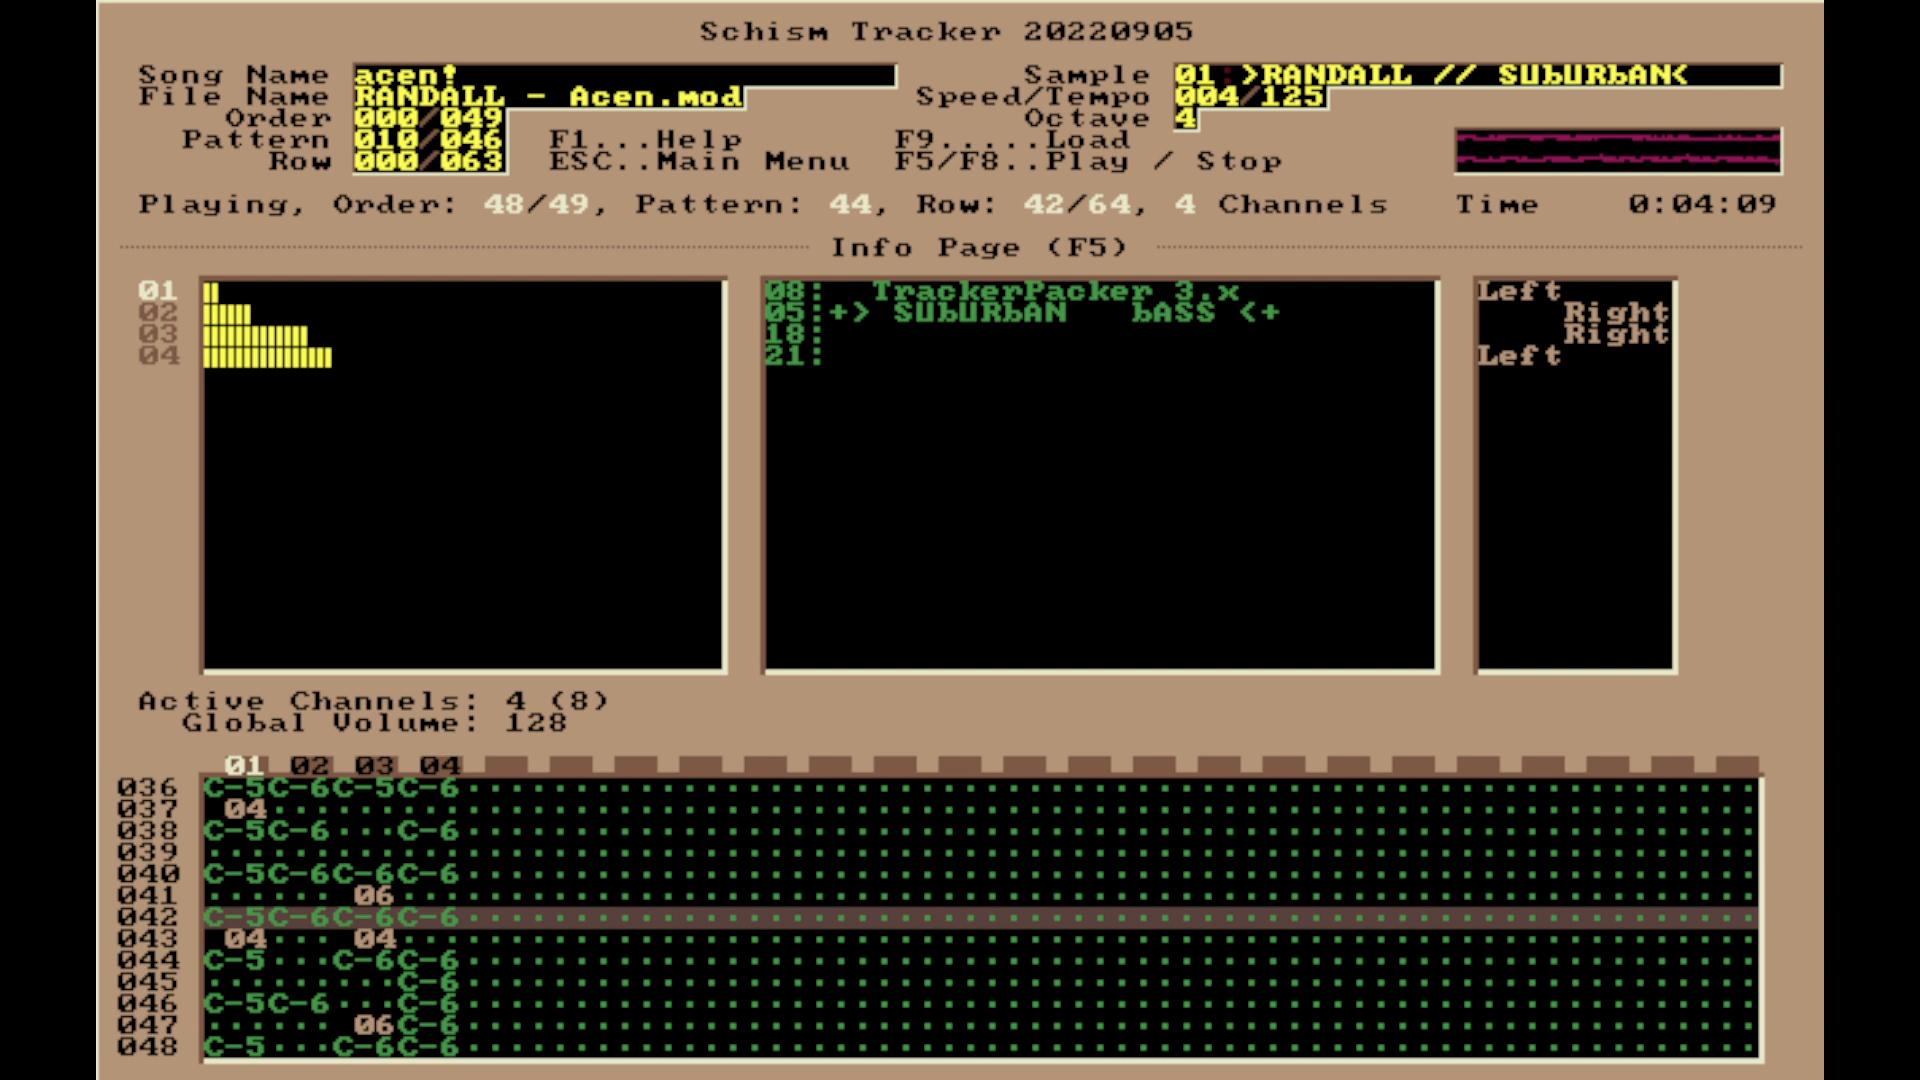 Schism Tracker 20220905
Song Name acen! Sample 01:>RANDALL // SUbURbAN<
File Name RANDALL - Acen.mod Speed/Tempo 004/125
Order 000/049 Octave 4
Pattern 010/046 F1...Help F9.....Load
Row 000/063 ESC..Main Menu F5/F8..Play / Stop
Playing, Order: 48/49, Pattern: 44, Row: 42/64, 4 Channels Time 0:04:09
Info Page (F5)
01 08: TrackerPacker 3.x Left
02 05:+> SUbURbAN bASS <+ Right
03 18: Right
04 21: Left
Active Channels: 4 (8)
Global Volume: 128
01 02 03 04
036 C-5C-6C-5C-6
037 04
038 C-5C-6...C-6
039
040 C-5C-6C-6C-6
041 06
042 C-5C-6C-6C-6
043 04... 04...
044 C-5...C-6C-6
045 .........C-6
046 C-5C-6...C-6
047 ...... 06C-6
048 C-5...C-6C-6